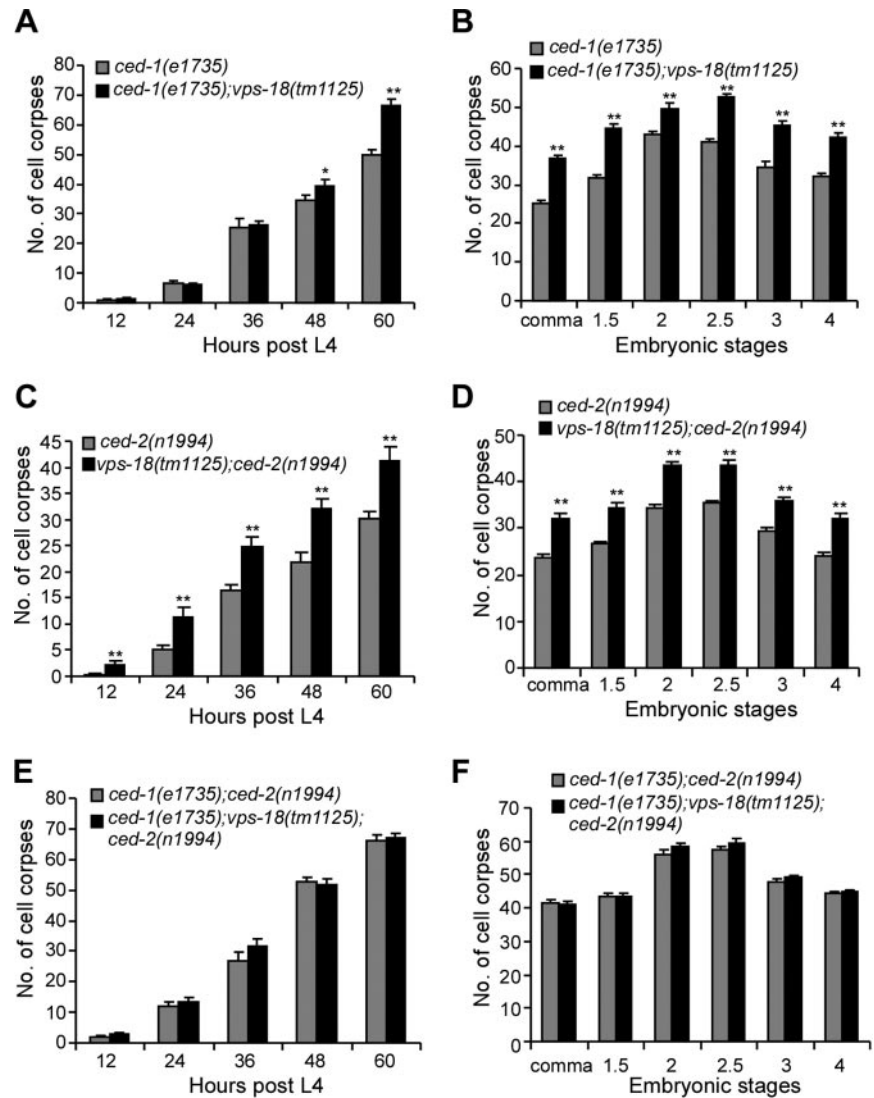 A
ced-1(e1735)
ced-1(e1735);vps-18(tm1125)
No. of cell corpses
80
70
60
50
40
30
20
10
0
*
**
12 24 36 48 60
Hours post L4
B
ced-1(e1735)
ced-1(e1735);vps-18(tm1125)
No. of cell corpses
60
50
40
30
20
10
0
** ** ** ** ** **
comma 1.5 2 2.5 3 4
Embryonic stages
C
ced-2(n1994)
vps-18(tm1125);ced-2(n1994)
No. of cell corpses
45
40
35
30
25
20
15
10
5
0
** ** ** ** **
12 24 36 48 60
Hours post L4
D
ced-2(n1994)
vps-18(tm1125);ced-2(n1994)
No. of cell corpses
50
40
30
20
10
0
** ** ** ** ** **
comma 1.5 2 2.5 3 4
Embryonic stages
E
ced-1(e1735);ced-2(n1994)
ced-1(e1735);vps-18(tm1125);
ced-2(n1994)
No. of cell corpses
80
70
60
50
40
30
20
10
0
12 24 36 48 60
Hours post L4
F
ced-1(e1735);ced-2(n1994)
ced-1(e1735);vps-18(tm1125);
ced-2(n1994)
No. of cell corpses
70
60
50
40
30
20
10
0
comma 1.5 2 2.5 3 4
Embryonic stages